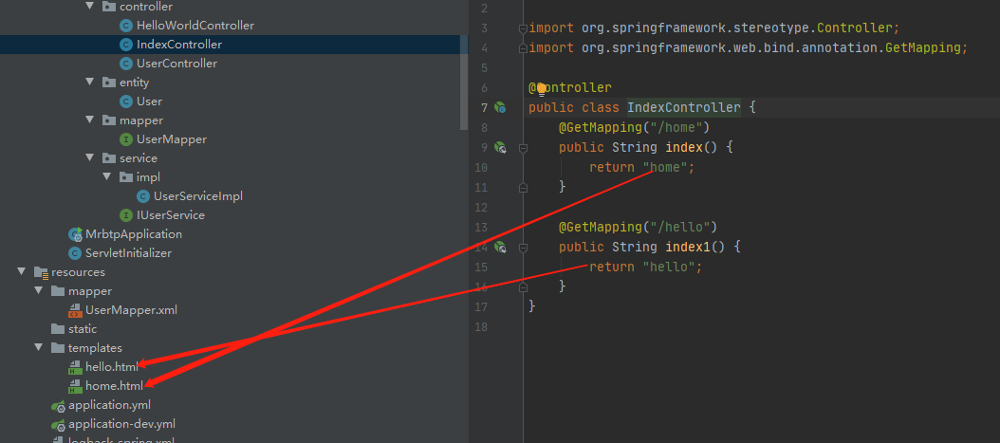 controller
HelloWorldController
IndexController
UserController
entity
User
mapper
UserMapper
service
impl
UserServiceImpl
IUserService
MrbtpApplication
ServletInitializer
resources
mapper
UserMapper.xml
static
templates
hello.html
home.html
application.yml
application-dev.yml
logback-spring.xml
2
3 import org.springframework.stereotype.Controller;
4 import org.springframework.web.bind.annotation.GetMapping;
5
6 @Controller
7 public class IndexController {
8 @GetMapping("/home")
9 public String index() {
10 return "home";
11 }
12
13 @GetMapping("/hello")
14 public String index1() {
15 return "hello";
16 }
17 }
18